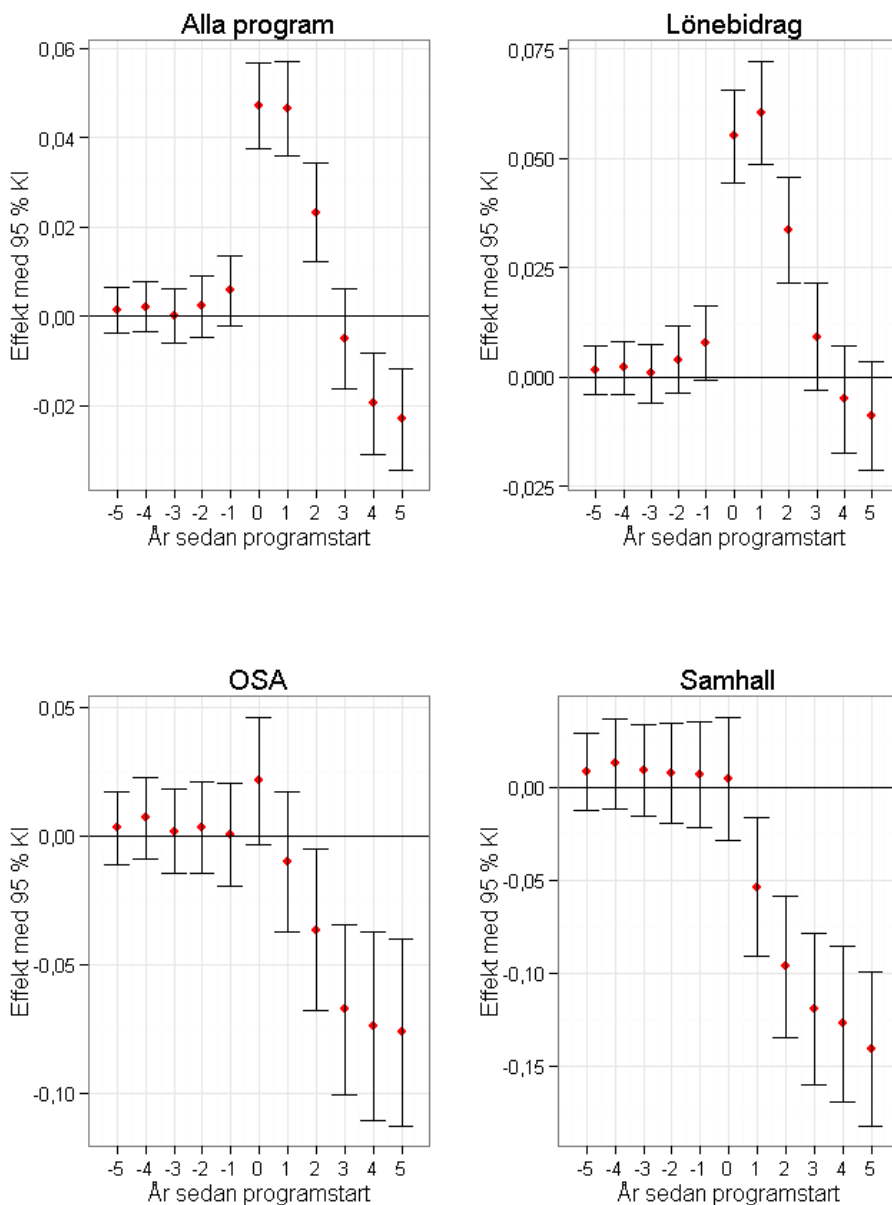 Alla program
0,06
0,04
0,02
0,00
-0,02
Effekt med 95 % KI
-5 -4 -3 -2 -1 0 1 2 3 4 5
År sedan programstart
Lönebidrag
0,075
0,050
0,025
0,000
-0,025
Effekt med 95 % KI
-5 -4 -3 -2 -1 0 1 2 3 4 5
År sedan programstart
OSA
0,05
0,00
-0,05
-0,10
Effekt med 95 % KI
-5 -4 -3 -2 -1 0 1 2 3 4 5
År sedan programstart
Samhall
0,00
-0,05
-0,10
-0,15
Effekt med 95 % KI
-5 -4 -3 -2 -1 0 1 2 3 4 5
År sedan programstart